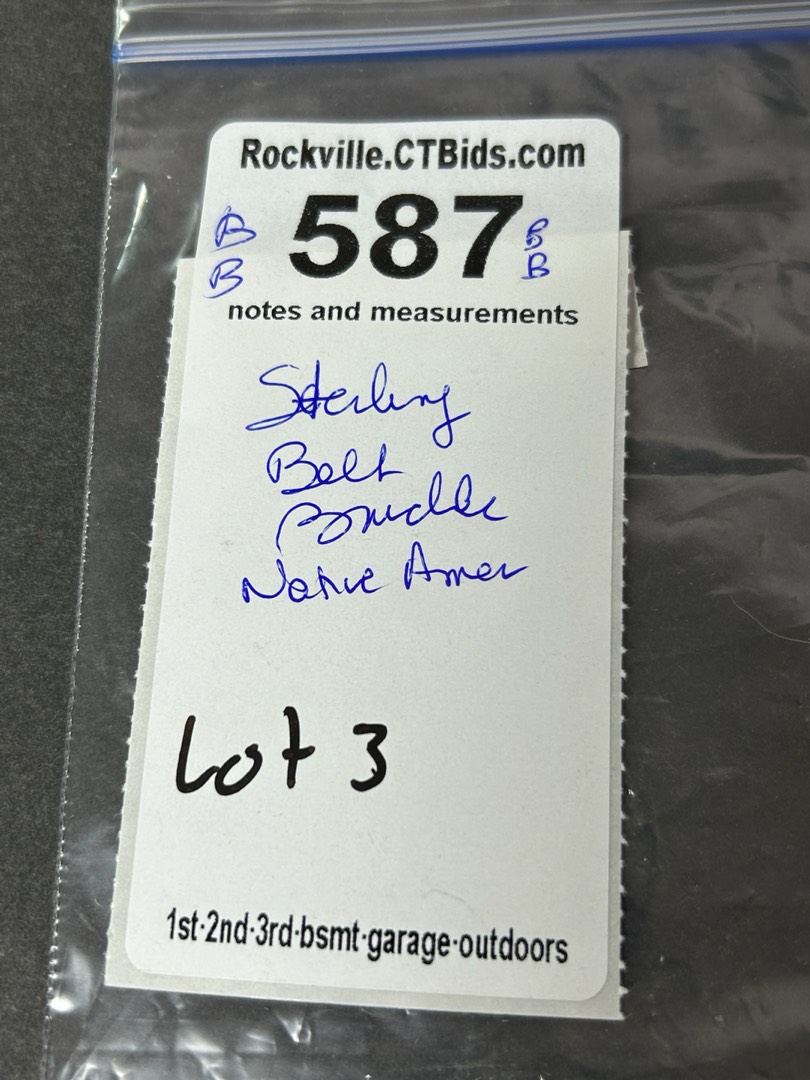 Rockville.CTBids.com
B 587 B
B B
notes and measurements
Sterling
Belt
Buckle
Native Amer
Lot 3
1st·2nd·3rd·bsmt·garage·outdoors